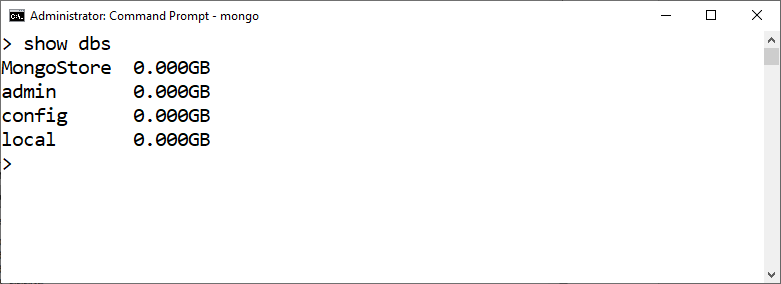 Administrator: Command Prompt - mongo
> show dbs
MongoStore  0.000GB
admin       0.000GB
config      0.000GB
local       0.000GB
>